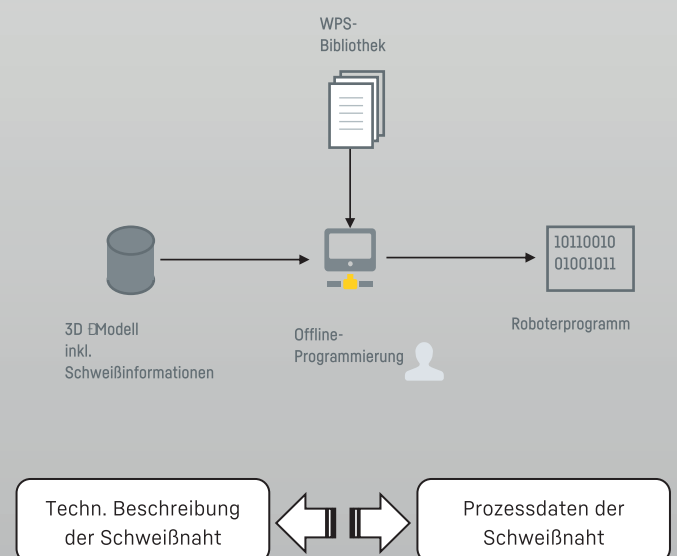 WPS-
Bibliothek
10110010
01001011
3D Modell
inkl.
Schweißinformationen
Offline-
Programmierung
Roboterprogramm
Techn. Beschreibung
der Schweißnaht
Prozessdaten der
Schweißnaht